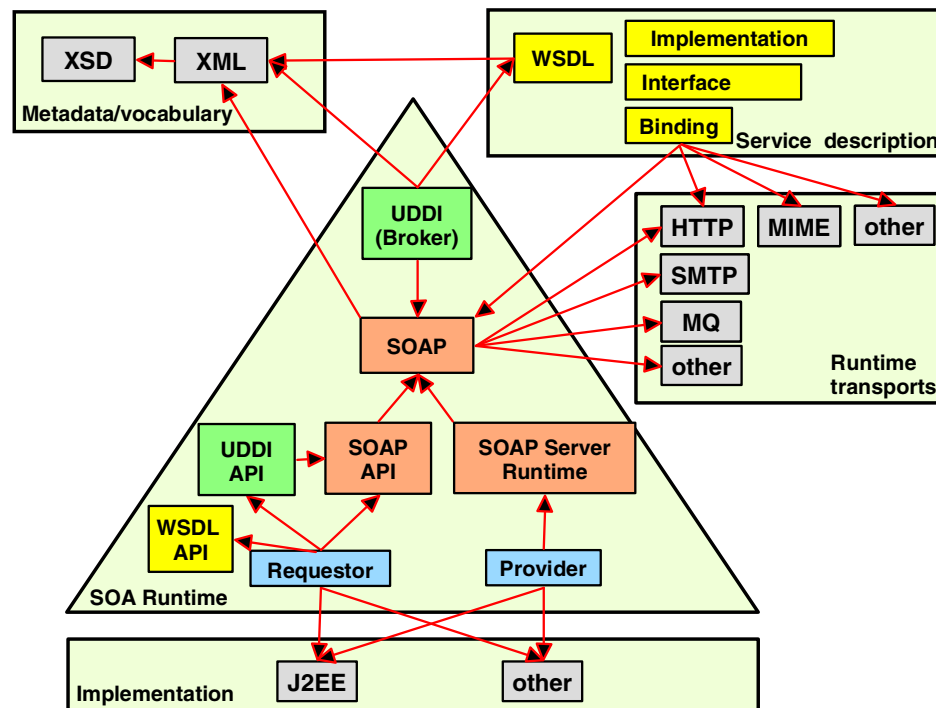 XSD
XML
Metadata/vocabulary
WSDL
Implementation
Interface
Binding
Service description
UDDI
(Broker)
HTTP
MIME
other
SMTP
MQ
other
Runtime
transports
SOAP
UDDI
API
SOAP
API
SOAP Server
Runtime
WSDL
API
Requestor
Provider
SOA Runtime
J2EE
other
Implementation